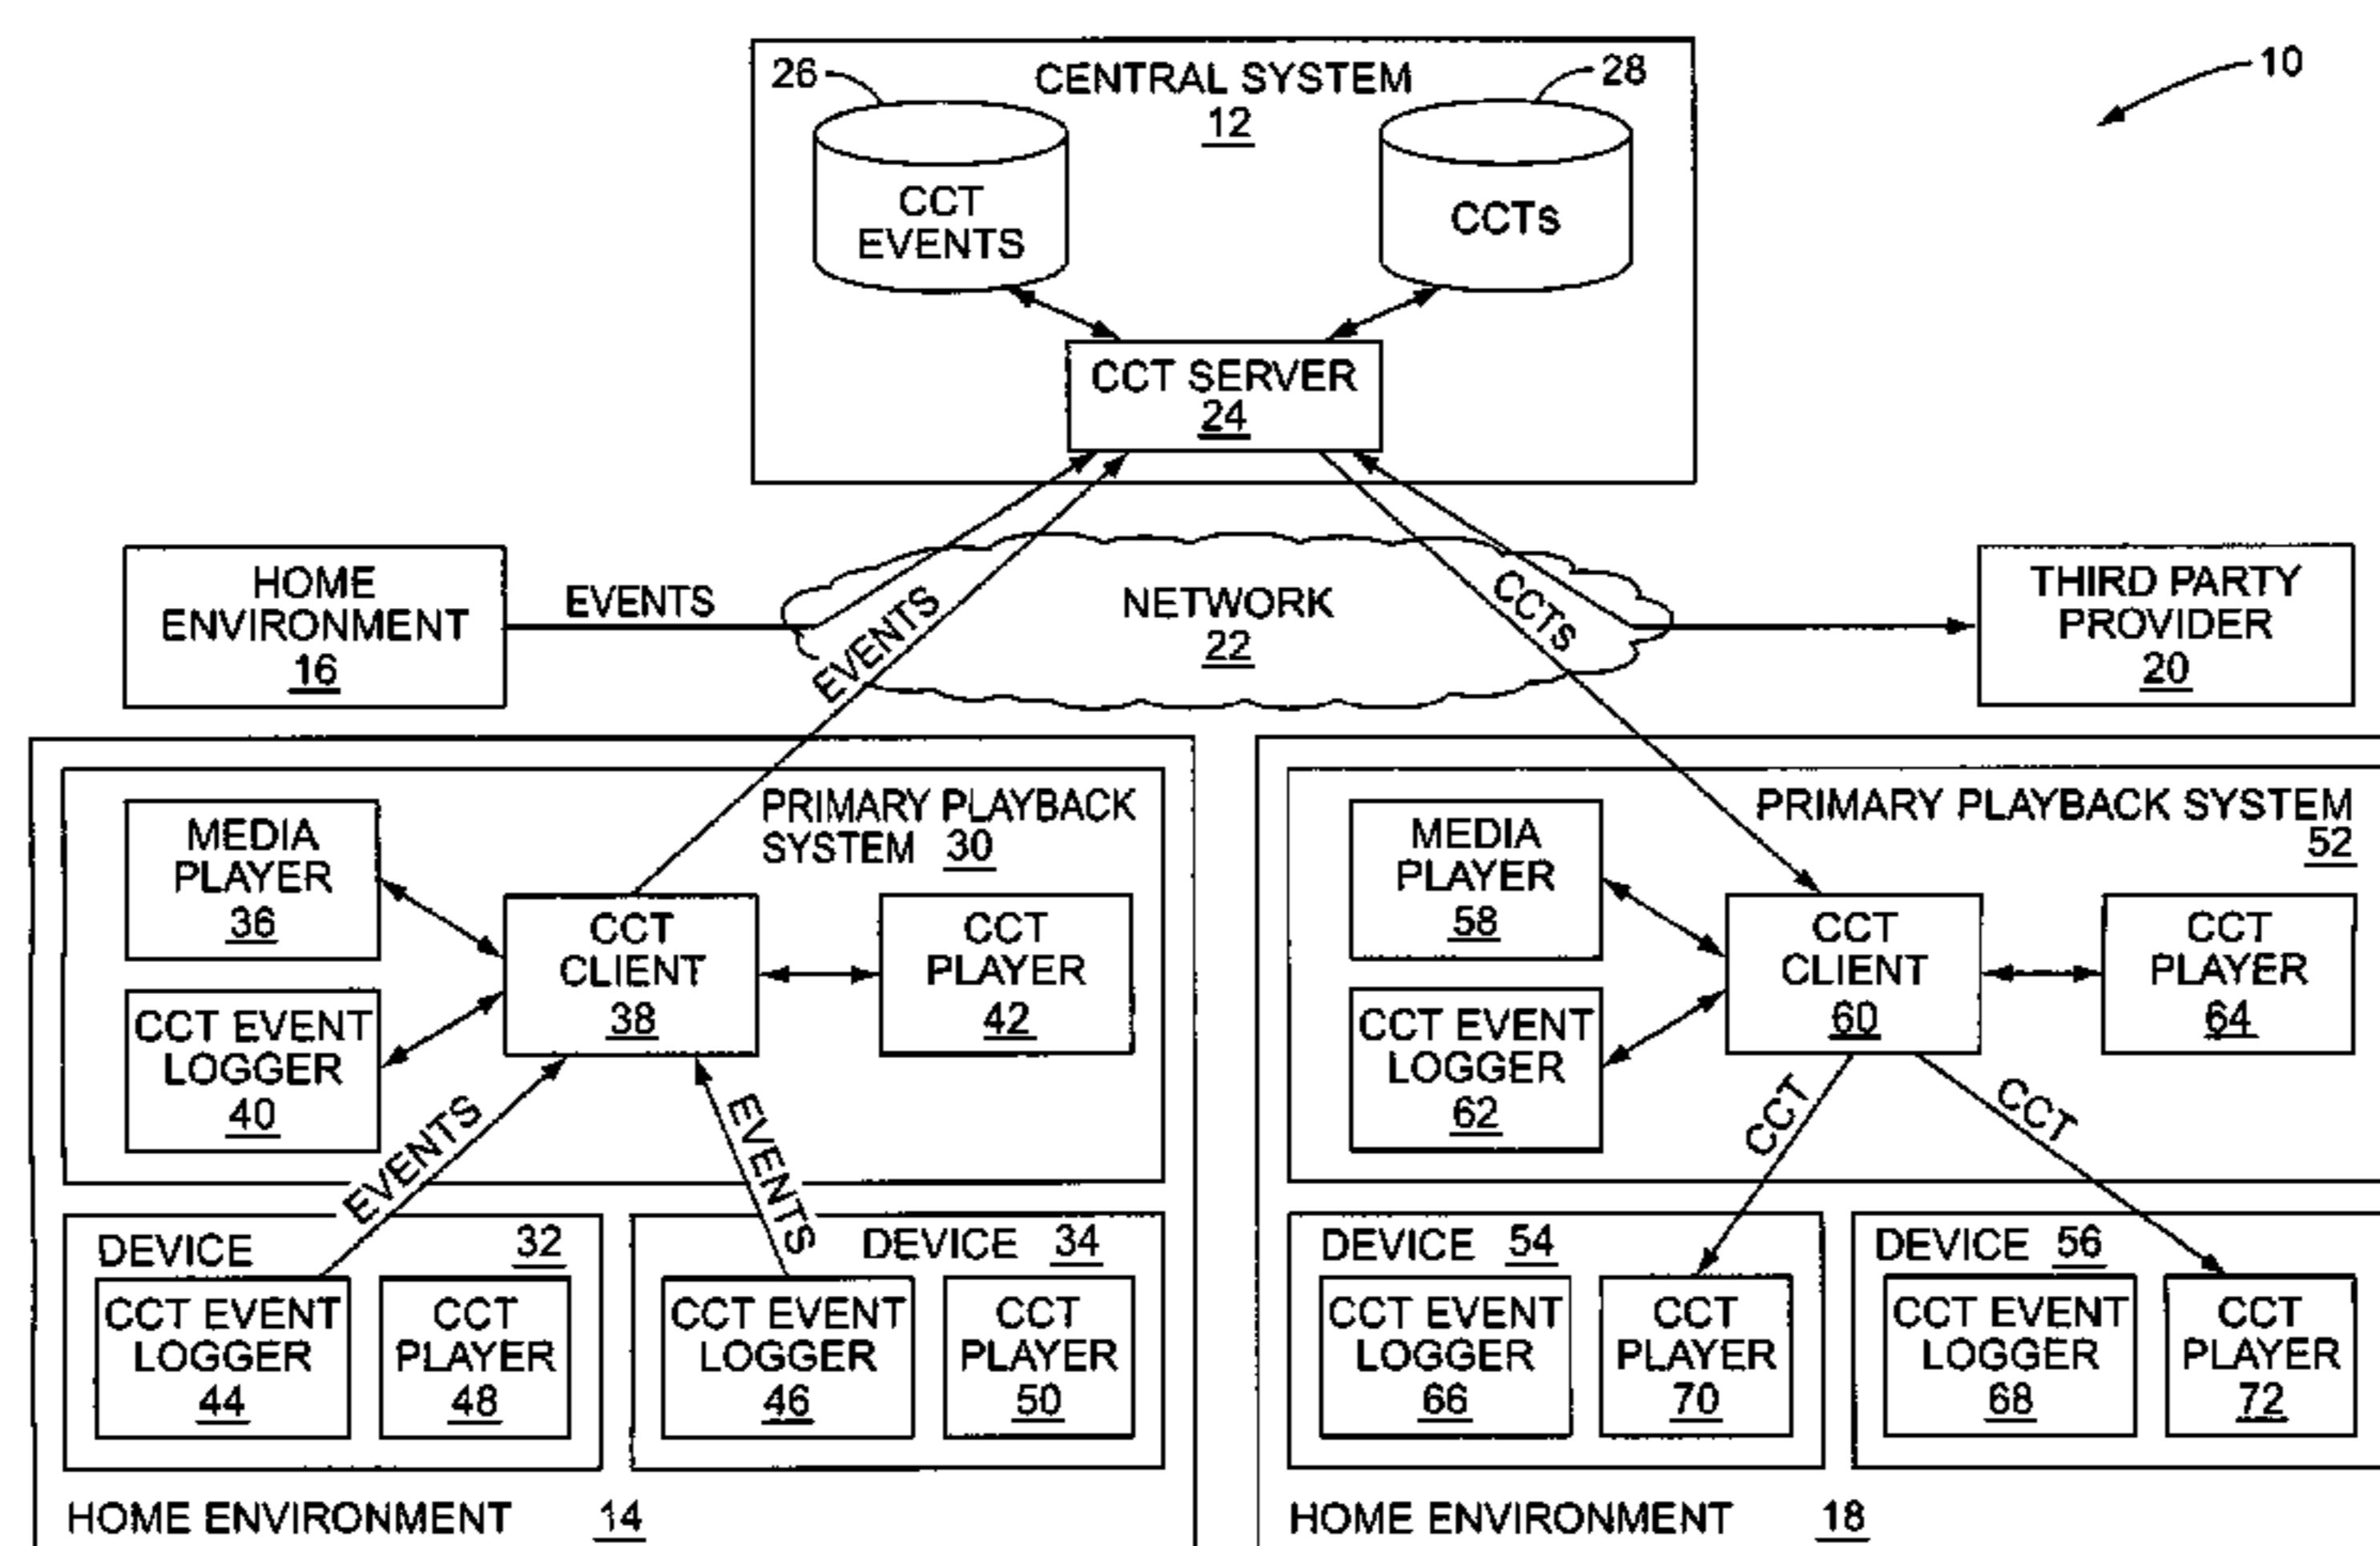 10
26
CENTRAL SYSTEM
12
28
CCT
EVENTS
CCTs
CCT SERVER
24
HOME
ENVIRONMENT
16
EVENTS
EVENTS
NETWORK
22
CCTS
THIRD PARTY
PROVIDER
20
PRIMARY PLAYBACK
SYSTEM 30
MEDIA
PLAYER
36
CCT
CLIENT
38
CCT
PLAYER
42
CCT EVENT
LOGGER
40
EVENTS
EVENTS
DEVICE 32
CCT EVENT
LOGGER
44
CCT
PLAYER
48
DEVICE 34
CCT EVENT
LOGGER
46
CCT
PLAYER
50
HOME ENVIRONMENT 14
PRIMARY PLAYBACK SYSTEM
52
MEDIA
PLAYER
58
CCT
CLIENT
60
CCT
PLAYER
64
CCT EVENT
LOGGER
62
CCT
CCT
DEVICE 54
CCT EVENT
LOGGER
66
CCT
PLAYER
70
DEVICE 56
CCT EVENT
LOGGER
68
CCT
PLAYER
72
HOME ENVIRONMENT 18